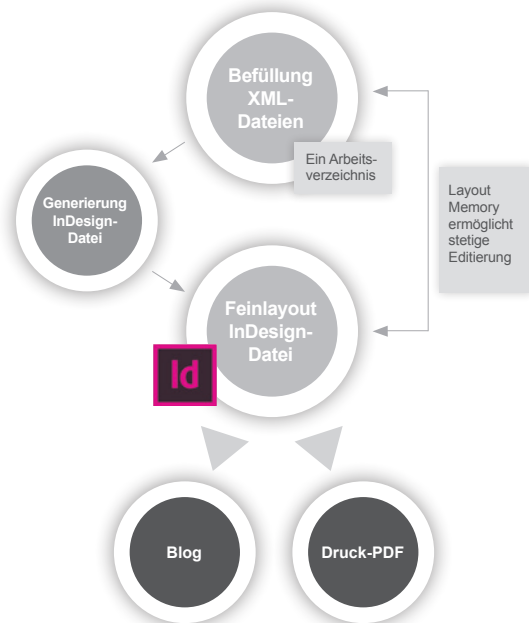 Befüllung
XML-
Dateien
Ein Arbeits-
verzeichnis
Generierung
InDesign-
Datei
Layout
Memory
ermöglicht
stetige
Editierung
Feinlayout
InDesign-
Datei
Id
Blog
Druck-PDF